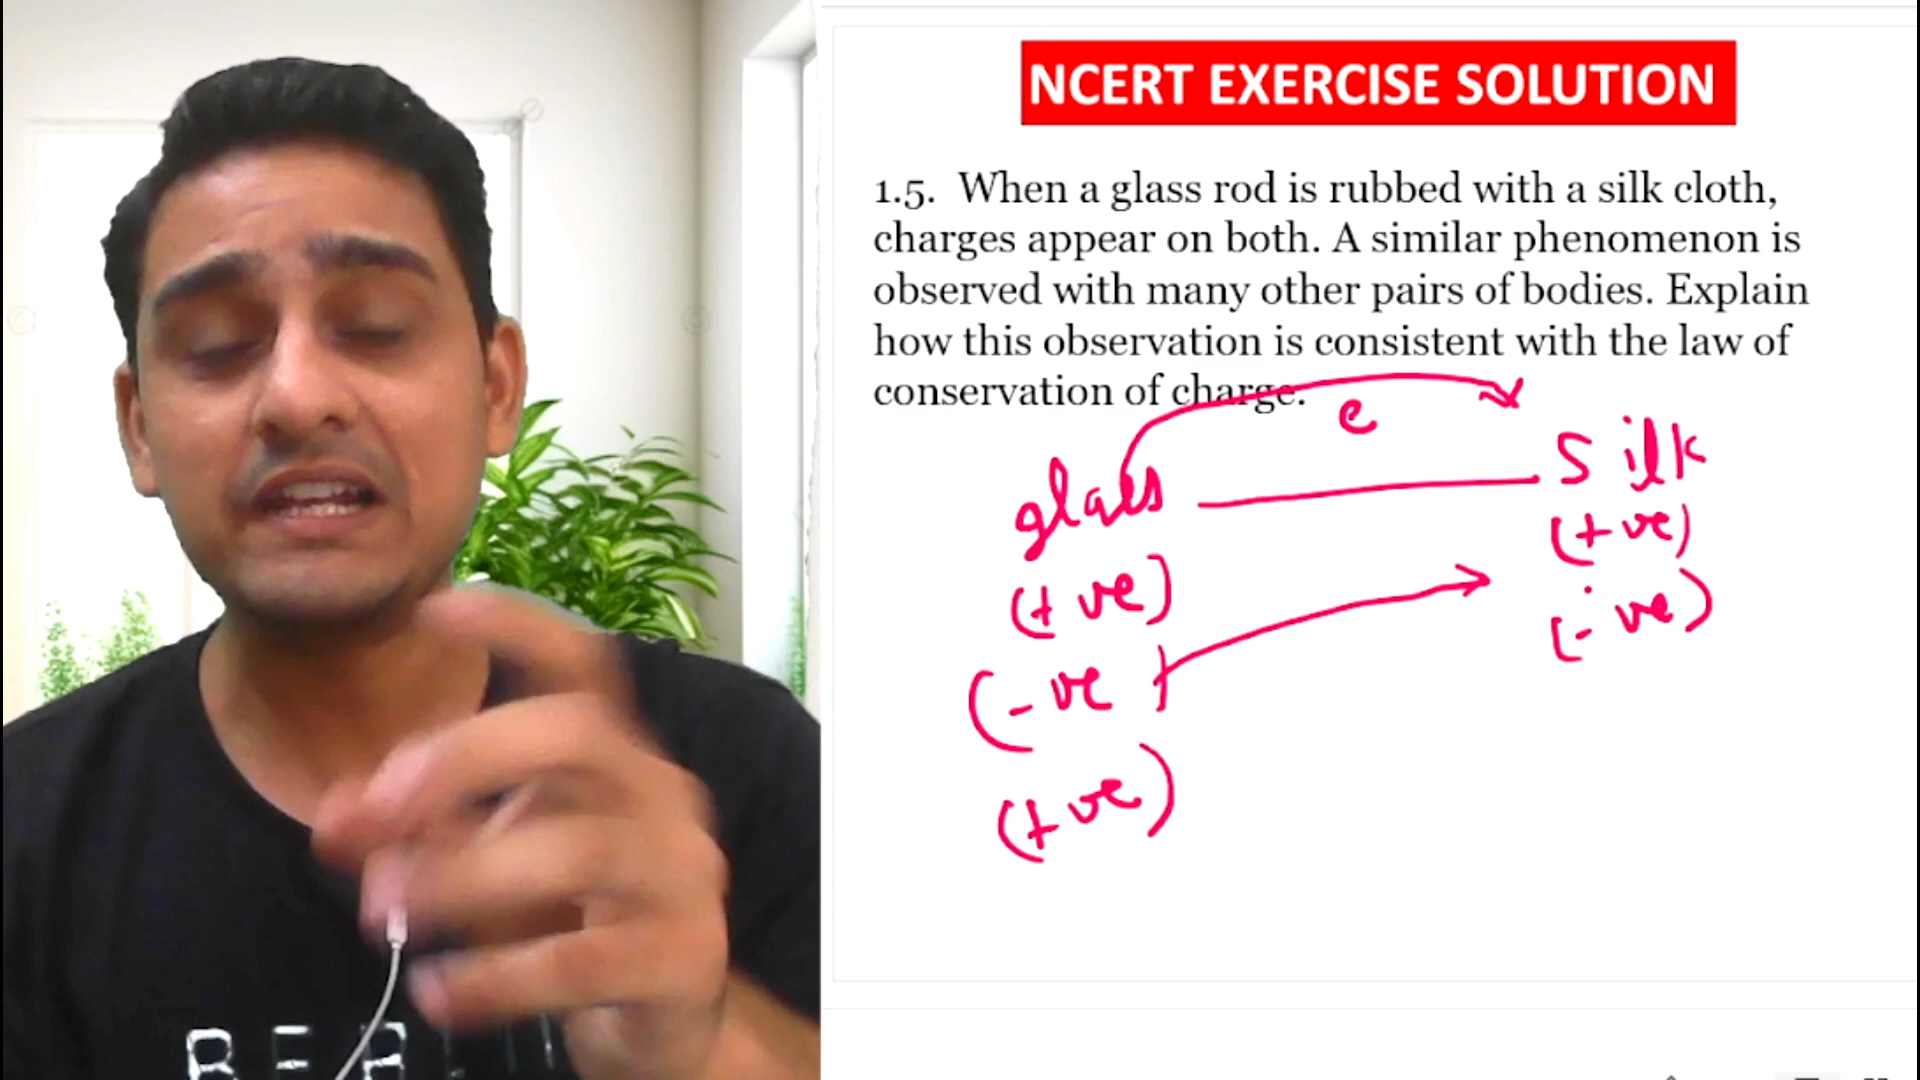 NCERT EXERCISE SOLUTION
1.5. When a glass rod is rubbed with a silk cloth,
charges appear on both. A similar phenomenon is
observed with many other pairs of bodies. Explain
how this observation is consistent with the law of
conservation of charge.
e
glass
Silk
(+ve)
(+ve)
(-ve)
(-ve)
(+ve)